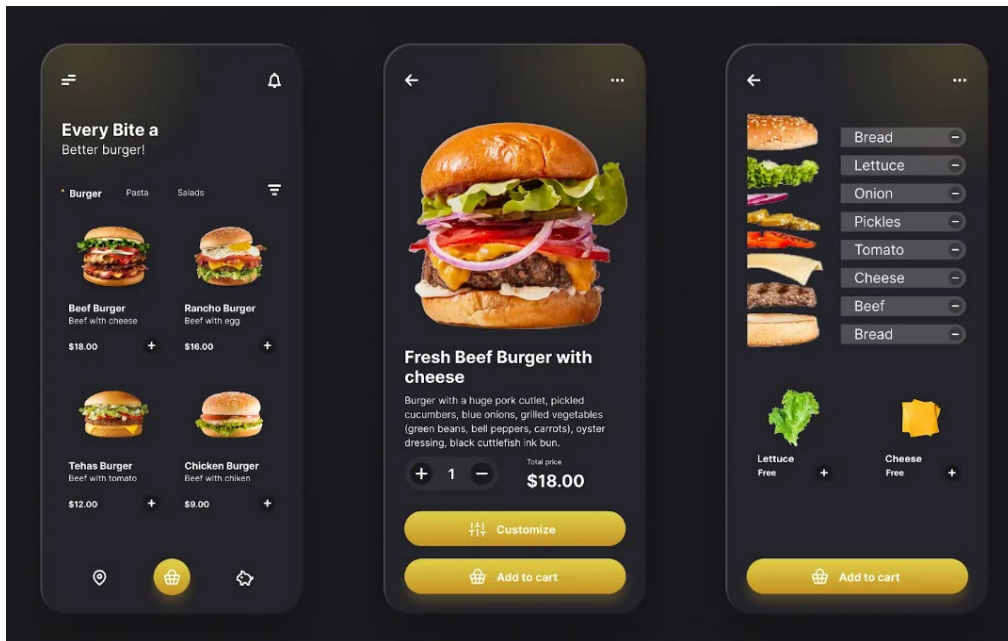 Every Bite a
Better burger!
Burger Pasta Salads
Beef Burger
Beef with cheese
$18.00 +
Rancho Burger
Beef with egg
$16.00 +
Tehas Burger
Beef with tomato
$12.00 +
Chicken Burger
Beef with chiken
$9.00 +
Fresh Beef Burger with
cheese
Burger with a huge pork cutlet, pickled
cucumbers, blue onions, grilled vegetables
(green beans, bell peppers, carrots), oyster
dressing, black cuttlefish ink bun.
+ 1 −
Total price
$18.00
Customize
Add to cart
Bread −
Lettuce −
Onion −
Pickles −
Tomato −
Cheese −
Beef −
Bread −
Lettuce
Free +
Cheese
Free +
Add to cart